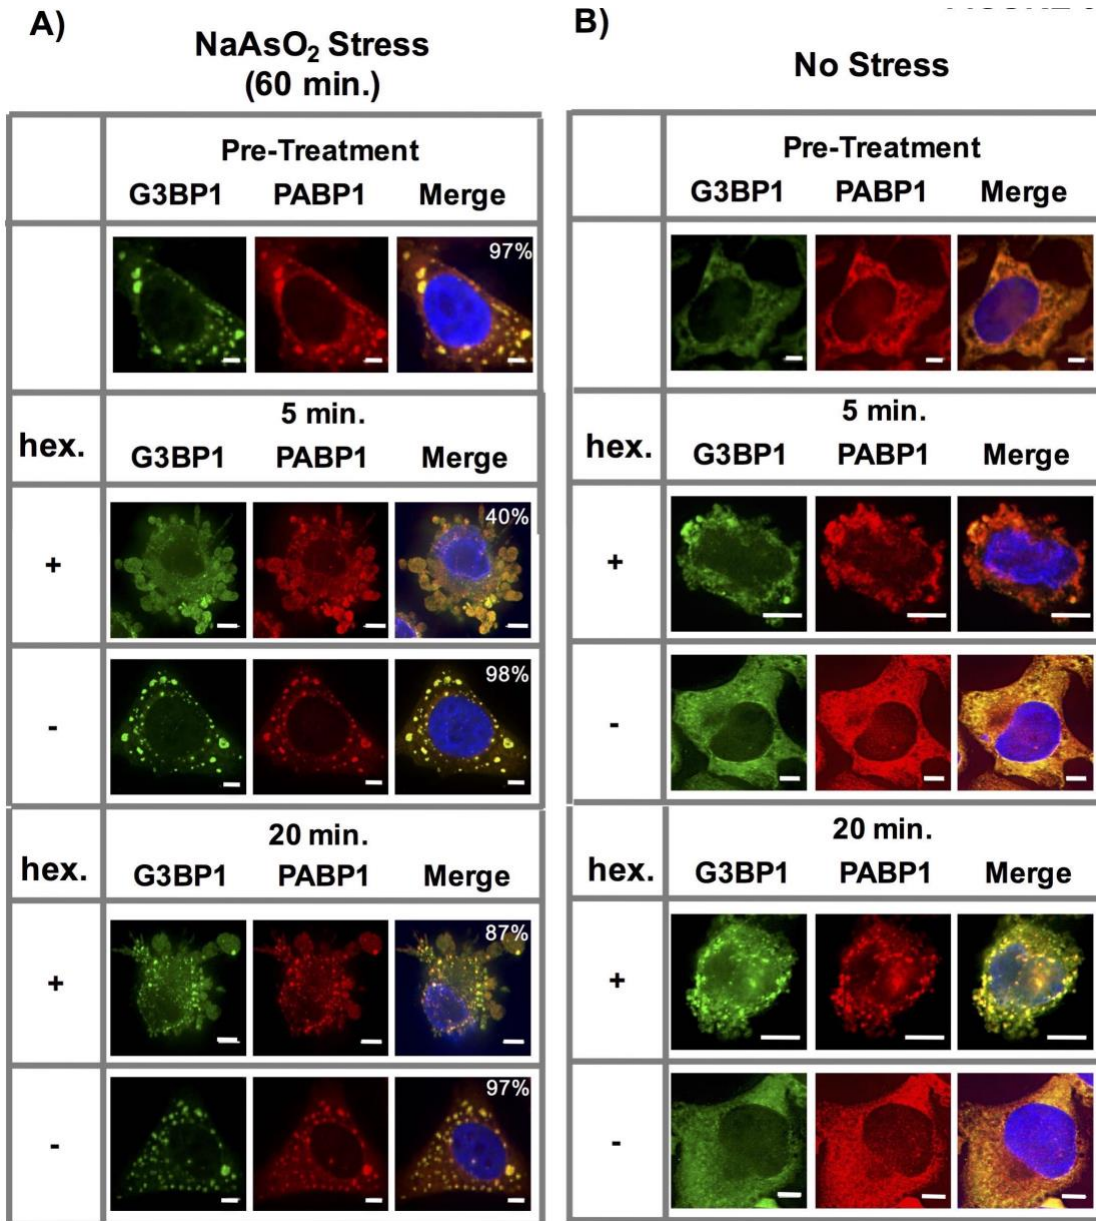 A)
NaAsO₂ Stress
(60 min.)
Pre-Treatment
G3BP1 PABP1 Merge
97%
5 min.
hex. G3BP1 PABP1 Merge
+ 40%
- 98%
20 min.
hex. G3BP1 PABP1 Merge
+ 87%
- 97%
B)
No Stress
Pre-Treatment
G3BP1 PABP1 Merge
5 min.
hex. G3BP1 PABP1 Merge
+
-
20 min.
hex. G3BP1 PABP1 Merge
+
-